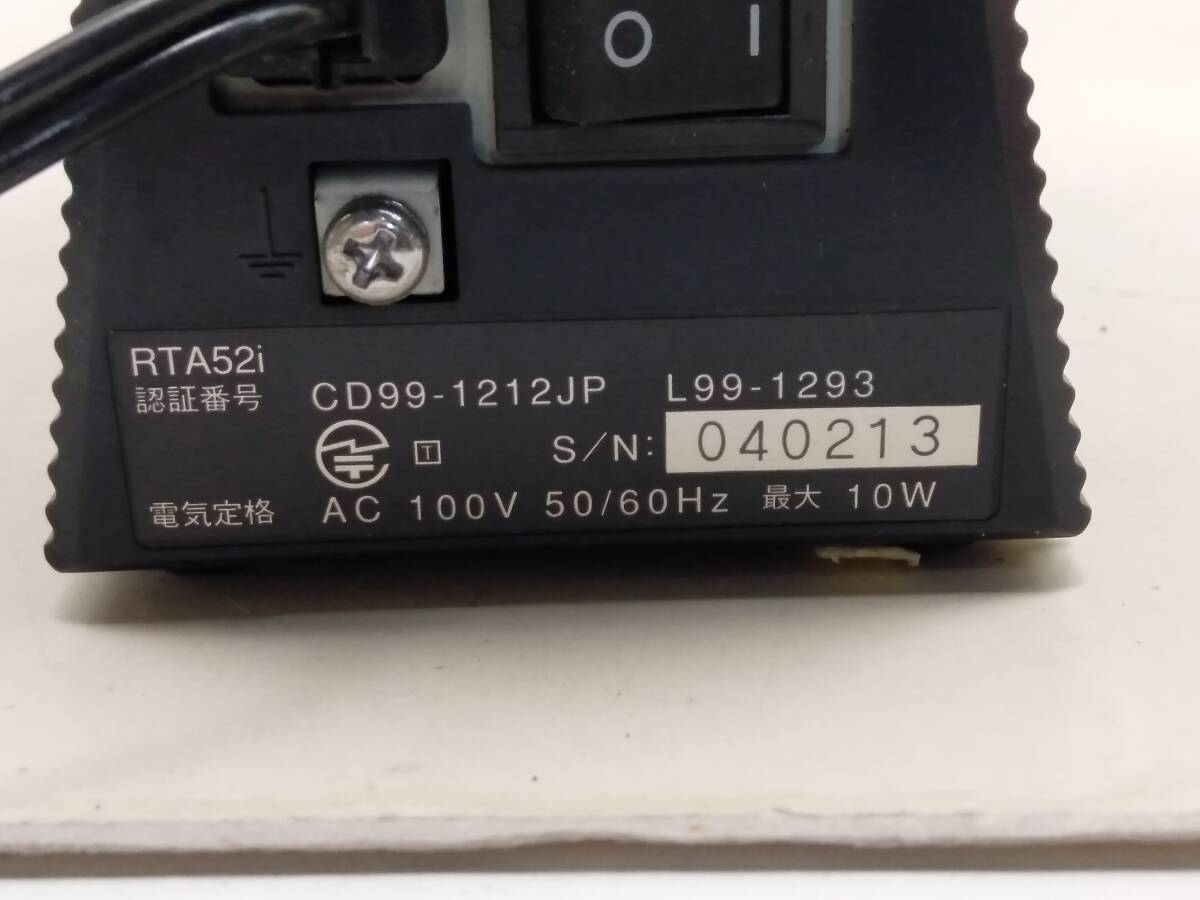 O I
RTA52i
認証番号 CD99-1212JP L99-1293
T S/N: 040213
電気定格 AC 100V 50/60Hz 最大 10W